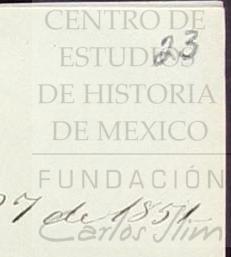 CENTRO DE
23
ESTUDIOS
DE HISTORIA
DE MEXICO
FUNDACIÓN
7 de 1851
Carlos Slim